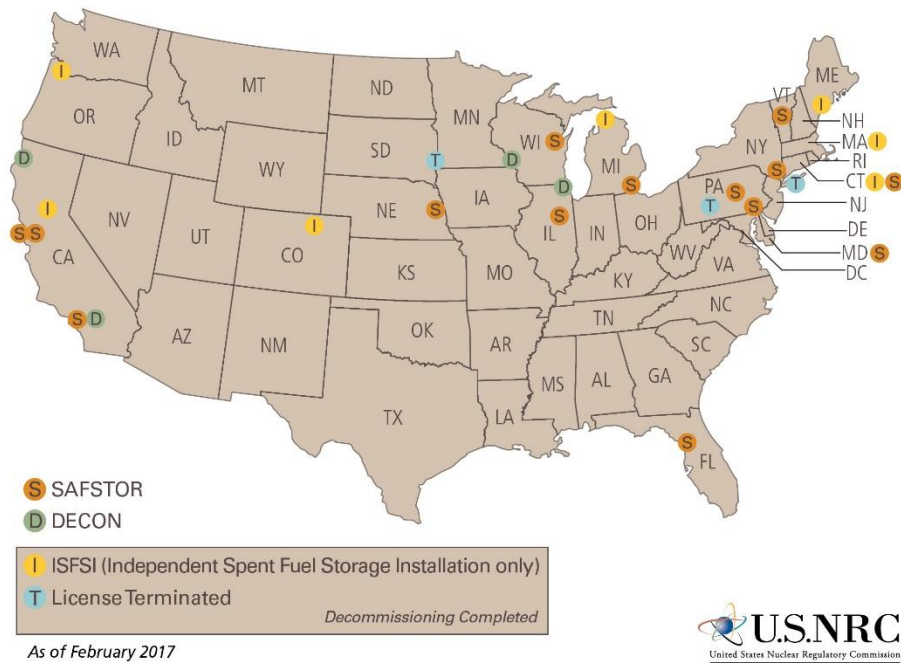 WA
I
OR
D
ID
MT
ND
MN
SD
T
D
WI
S
I
MI
S
ME
I
VT
S
NH
MA I
RI
CT I S
NJ
DE
MD S
DC
NY
S
T
PA
S
S
T
WY
NE
S
IA
D
IL
S
IN
OH
WV
VA
KY
NV
I
S S
CA
UT
I
CO
KS
MO
S D
AZ
NM
OK
AR
TN
NC
SC
TX
LA
MS
AL
GA
S
FL
S SAFSTOR
D DECON
I ISFSI (Independent Spent Fuel Storage Installation only)
T License Terminated
Decommissioning Completed
As of February 2017
U.S.NRC
United States Nuclear Regulatory Commission